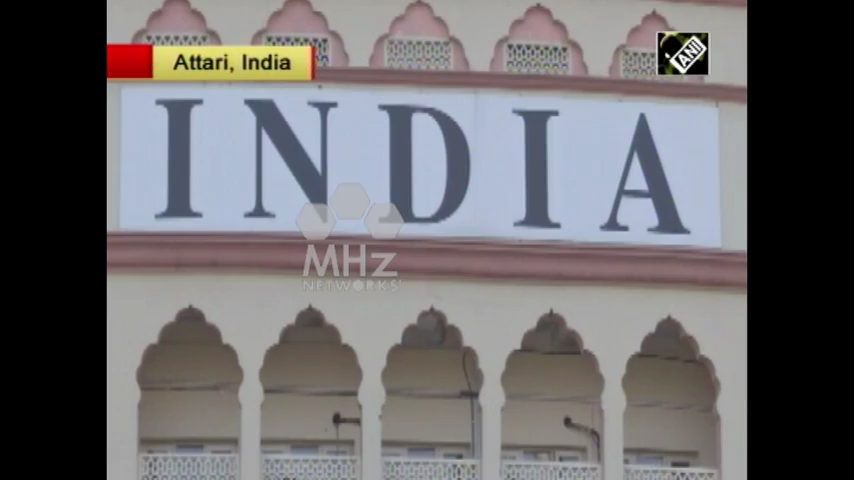 Attari, India
ANI
INDIA
MHz
NETWORKS